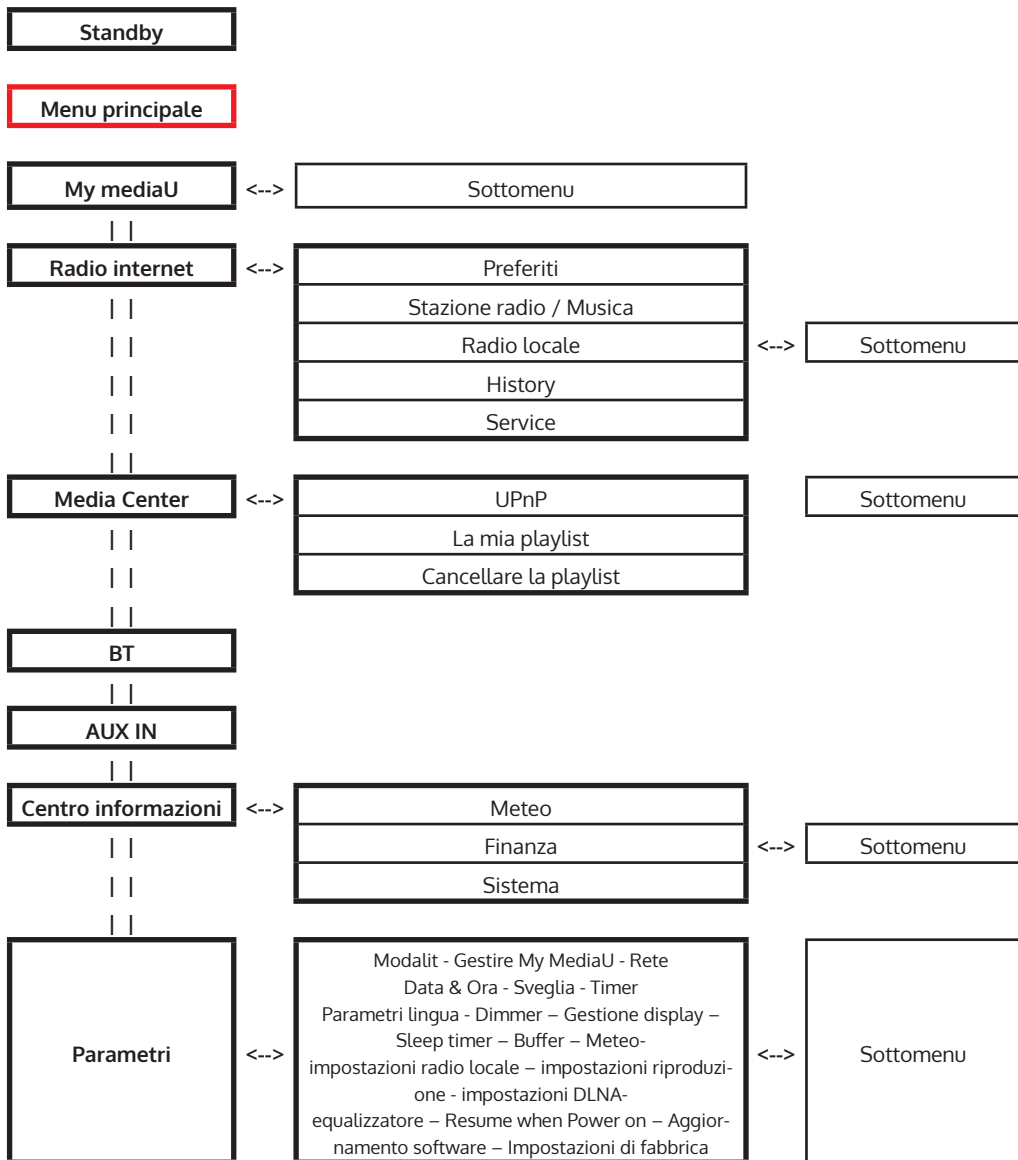 Standby
Menu principale
My mediaU <--> Sottomenu
| |
Radio internet <--> Preferiti
| | Stazione radio / Musica
| | Radio locale <--> Sottomenu
| | History
| | Service
| |
Media Center <--> UPnP Sottomenu
| | La mia playlist
| | Cancellare la playlist
| |
BT
| |
AUX IN
| |
Centro informazioni <--> Meteo
| | Finanza <--> Sottomenu
| | Sistema
| |
Modalit - Gestire My MediaU - Rete
Data & Ora - Sveglia - Timer
Parametri lingua - Dimmer – Gestione display –
Sleep timer – Buffer – Meteo-
Parametri <--> impostazioni radio locale – impostazioni riproduzi- <--> Sottomenu
one - impostazioni DLNA-
equalizzatore – Resume when Power on – Aggior-
namento software – Impostazioni di fabbrica